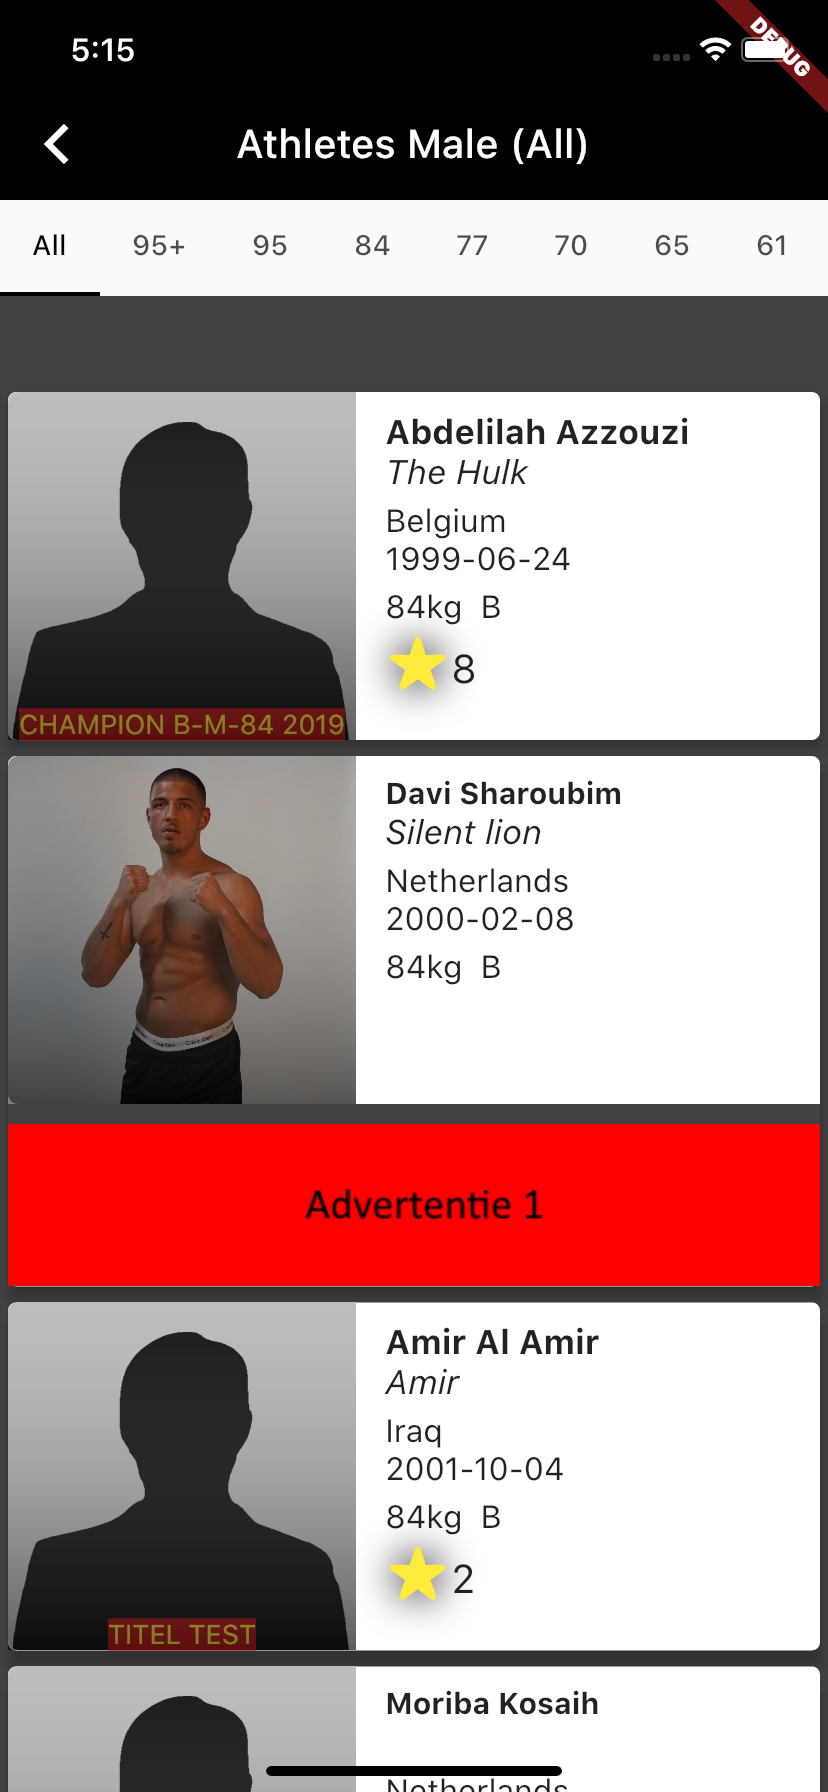 5:15
DEBUG
Athletes Male (All)
All 95+ 95 84 77 70 65 61
Abdelilah Azzouzi
The Hulk
Belgium
1999-06-24
84kg B
8
CHAMPION B-M-84 2019
Davi Sharoubim
Silent lion
Netherlands
2000-02-08
84kg B
Advertentie 1
Amir Al Amir
Amir
Iraq
2001-10-04
84kg B
2
TITEL TEST
Moriba Kosaih
Netherlands